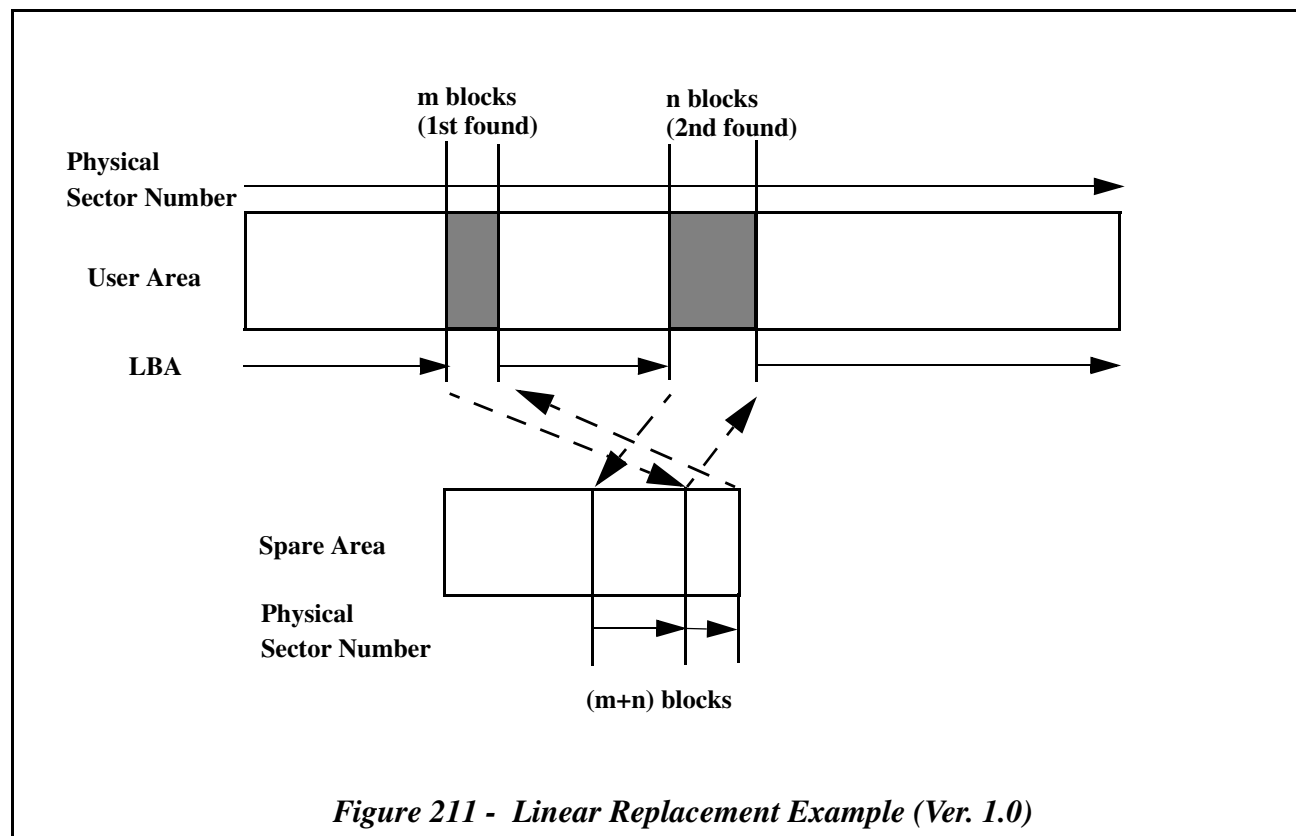 m blocks
(1st found)
n blocks
(2nd found)
Physical
Sector Number
User Area
LBA
Spare Area
Physical
Sector Number
(m+n) blocks
Figure 211 - Linear Replacement Example (Ver. 1.0)